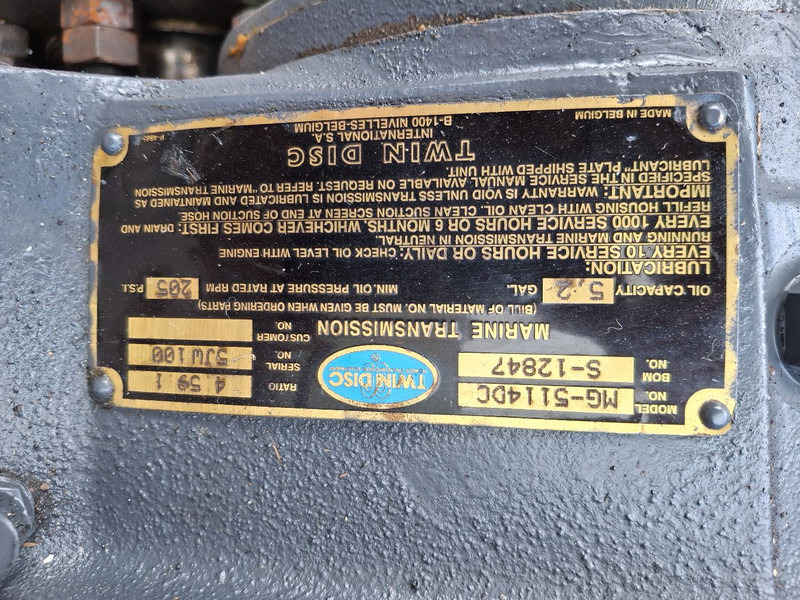 MODEL NO. MG-5114DC TWIN DISC RATIO 4.59 1
BOM NO. S-12847 SERIAL NO. 5JW100
MARINE TRANSMISSION CUSTOMER NO.
(BILL OF MATERIAL NO. MUST BE GIVEN WHEN ORDERING PARTS)
OIL CAPACITY 5,2 GAL. MIN. OIL PRESSURE AT RATED RPM 205 P.S.I.
LUBRICATION:
EVERY 10 SERVICE HOURS OR DAILY: CHECK OIL LEVEL WITH ENGINE
RUNNING AND MARINE TRANSMISSION IN NEUTRAL.
EVERY 1000 SERVICE HOURS OR 6 MONTHS, WHICHEVER COMES FIRST: DRAIN AND
REFILL HOUSING WITH CLEAN OIL. CLEAN SUCTION SCREEN AT END OF SUCTION HOSE.
IMPORTANT: WARRANTY IS VOID UNLESS TRANSMISSION IS LUBRICATED AND MAINTAINED AS
SPECIFIED IN THE SERVICE MANUAL, AVAILABLE ON REQUEST. REFER TO "MARINE TRANSMISSION
LUBRICANT" PLATE SHIPPED WITH UNIT.
TWIN DISC
INTERNATIONAL S.A
B-1400 NIVELLES-BELGIUM
MADE IN BELGIUM